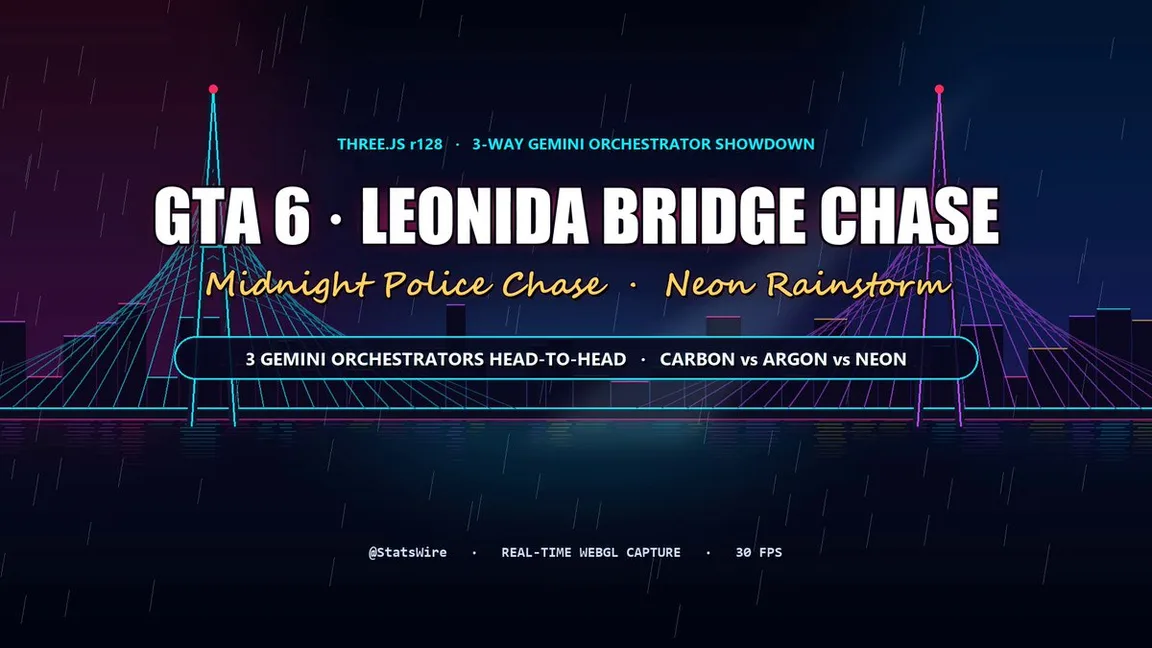 THREE.JS r128 · 3-WAY GEMINI ORCHESTRATOR SHOWDOWN
GTA 6 · LEONIDA BRIDGE CHASE
Midnight Police Chase · Neon Rainstorm
3 GEMINI ORCHESTRATORS HEAD-TO-HEAD · CARBON vs ARGON vs NEON
@StatsWire · REAL-TIME WEBGL CAPTURE · 30 FPS